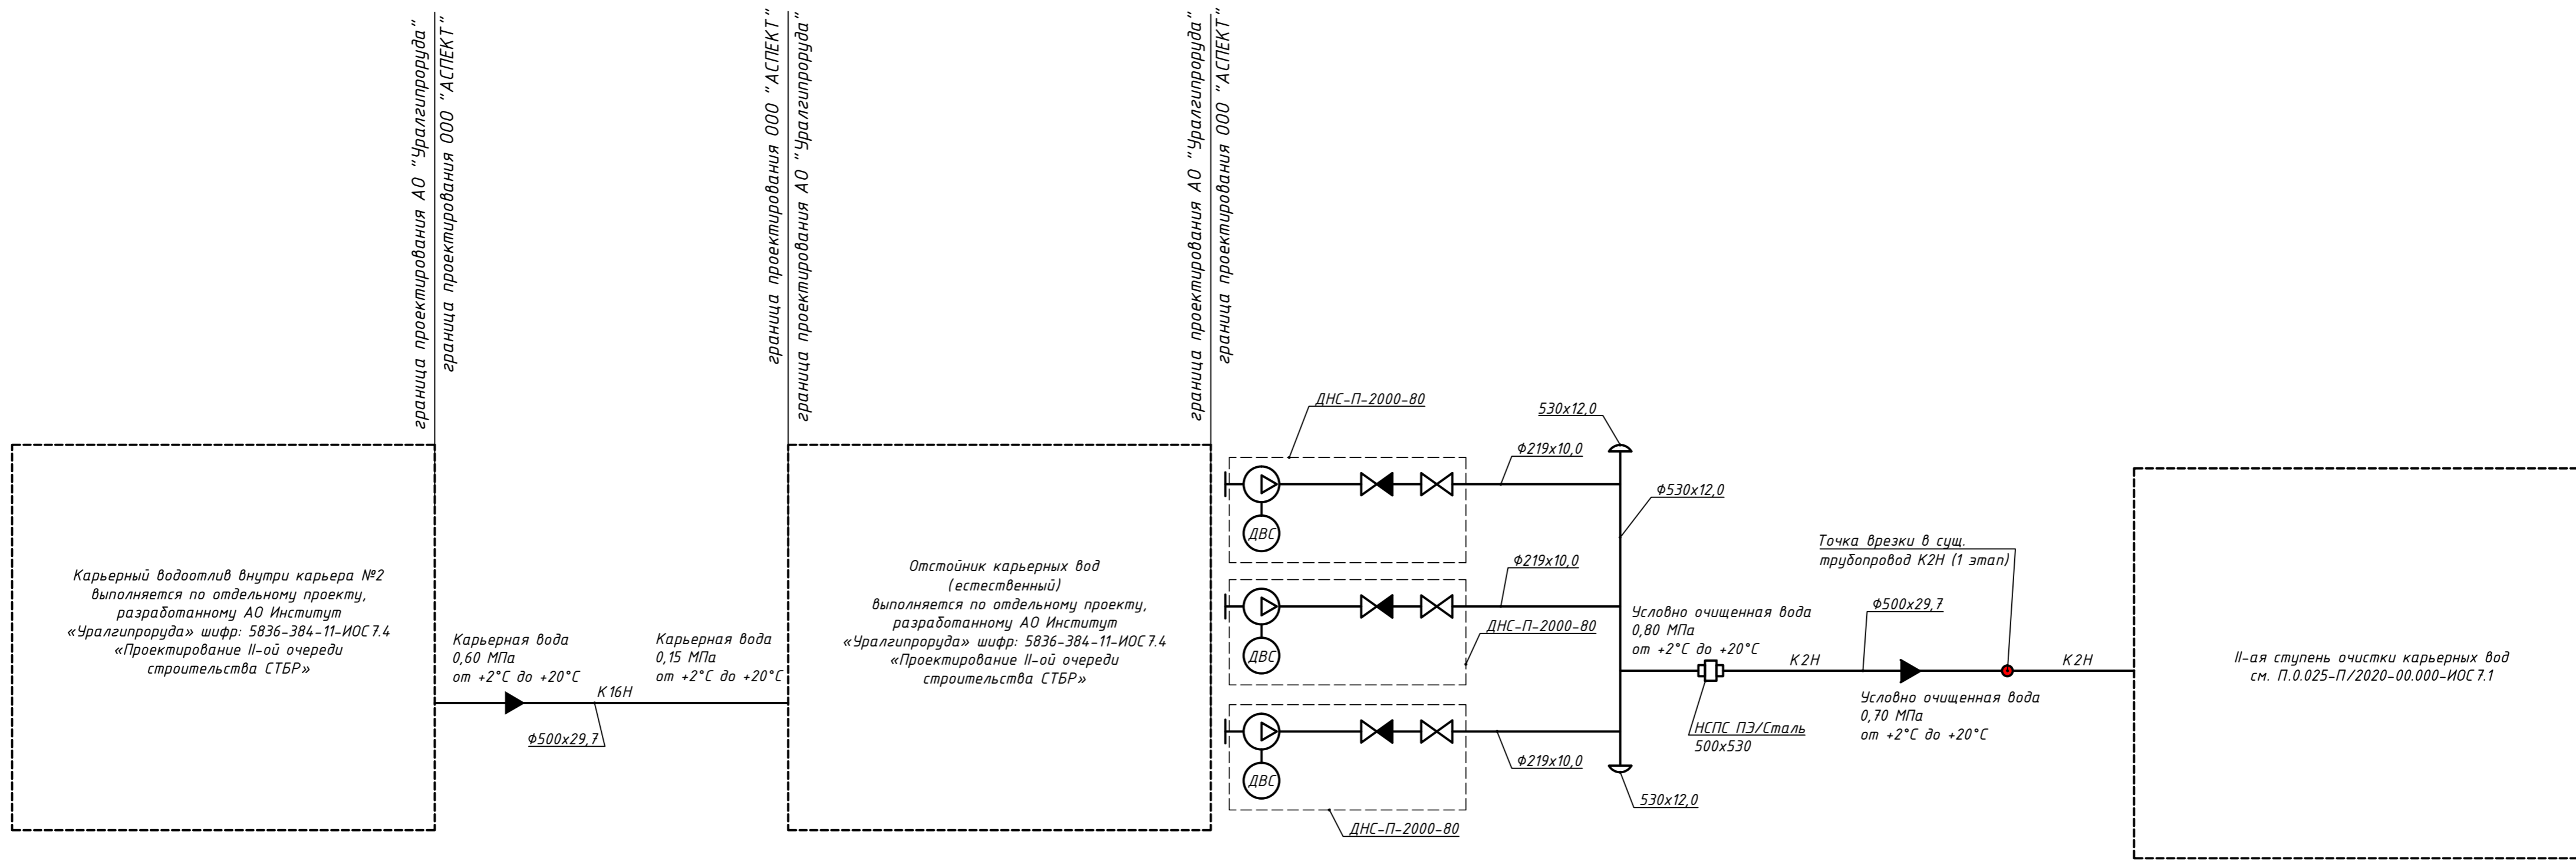 граница проектирования АО "Уралгипроруда"
граница проектирования ООО "АСПЕКТ"
граница проектирования ООО "АСПЕКТ"
граница проектирования АО "Уралгипроруда"
граница проектирования АО "Уралгипроруда"
граница проектирования ООО "АСПЕКТ"
Карьерный водоотлив внутри карьера №2
выполняется по отдельному проекту,
разработанному АО Институт
«Уралгипроруда» шифр: 5836-384-11-ИОС7.4
«Проектирование II-ой очереди
строительства СТБР»
Карьерная вода
0,60 МПа
от +2°С до +20°С
К16Н
Ф500х29,7
Карьерная вода
0,15 МПа
от +2°С до +20°С
Отстойник карьерных вод
(естественный)
выполняется по отдельному проекту,
разработанному АО Институт
«Уралгипроруда» шифр: 5836-384-11-ИОС7.4
«Проектирование II-ой очереди
строительства СТБР»
ДНС-П-2000-80
530х12,0
Ф219х10,0
Ф530х12,0
ДВС
Ф219х10,0
ДНС-П-2000-80
ДВС
Ф219х10,0
ДВС
530х12,0
ДНС-П-2000-80
Условно очищенная вода
0,80 МПа
от +2°С до +20°С
НСПС ПЭ/Сталь
500х530
К2Н
Точка врезки в сущ.
трубопровод К2Н (1 этап)
Ф500х29,7
К2Н
Условно очищенная вода
0,70 МПа
от +2°С до +20°С
II-ая ступень очистки карьерных вод
см. П.0.025-П/2020-00.000-ИОС7.1